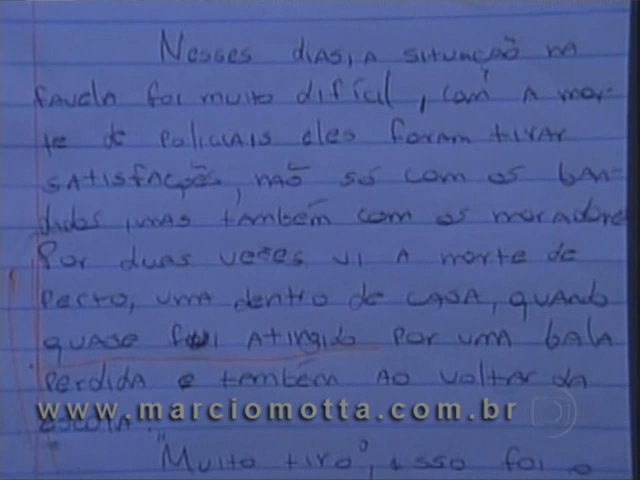 Nesses dias, a situação na
favela foi muito difícil, com a mor-
te de policiais eles foram tirar
satisfações, não só com os ban-
didos, mas também com os moradores
Por duas vezes vi a morte de
perto, uma dentro de casa, quando
quase fui atingido por uma bala
perdida e também ao voltar da
www.marciomotta.com.br
escola.
"Muito tiro", isso foi o